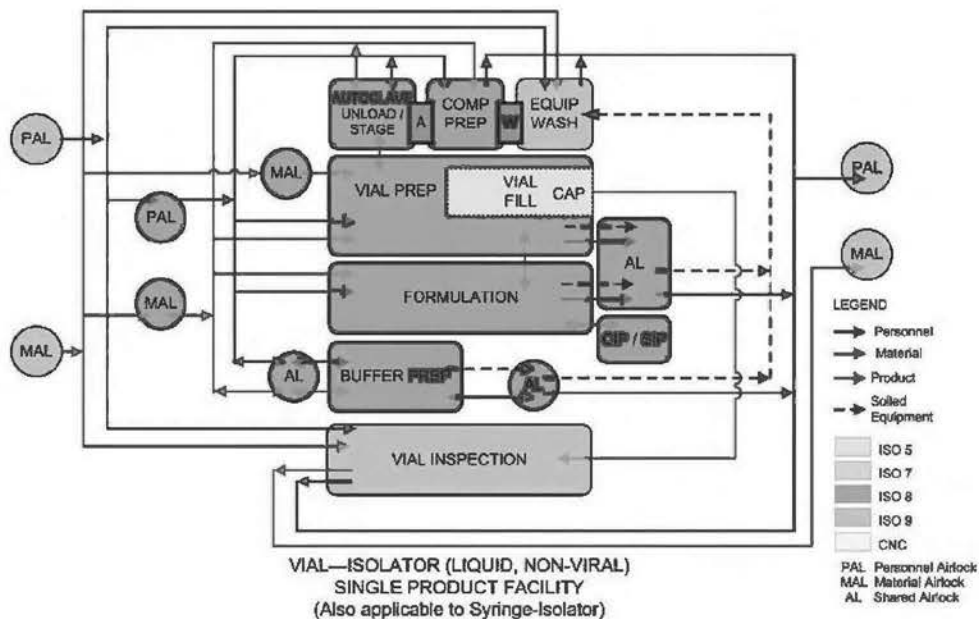 AUTOCLAVE
UNLOAD /
STAGE
A
COMP
PREP
W
EQUIP
WASH
PAL
PAL
MAL
VIAL PREP
VIAL
FILL
CAP
PAL
AL
MAL
MAL
FORMULATION
MAL
CIP / SIP
AL
BUFFER PREP
AL
VIAL INSPECTION
LEGEND
Personnel
Material
Product
Soiled
Equipment
ISO 5
ISO 7
ISO 8
ISO 9
CNC
PAL Personnel Airlock
MAL Material Airlock
AL Shared Airlock
VIAL—ISOLATOR (LIQUID, NON-VIRAL)
SINGLE PRODUCT FACILITY
(Also applicable to Syringe-Isolator)